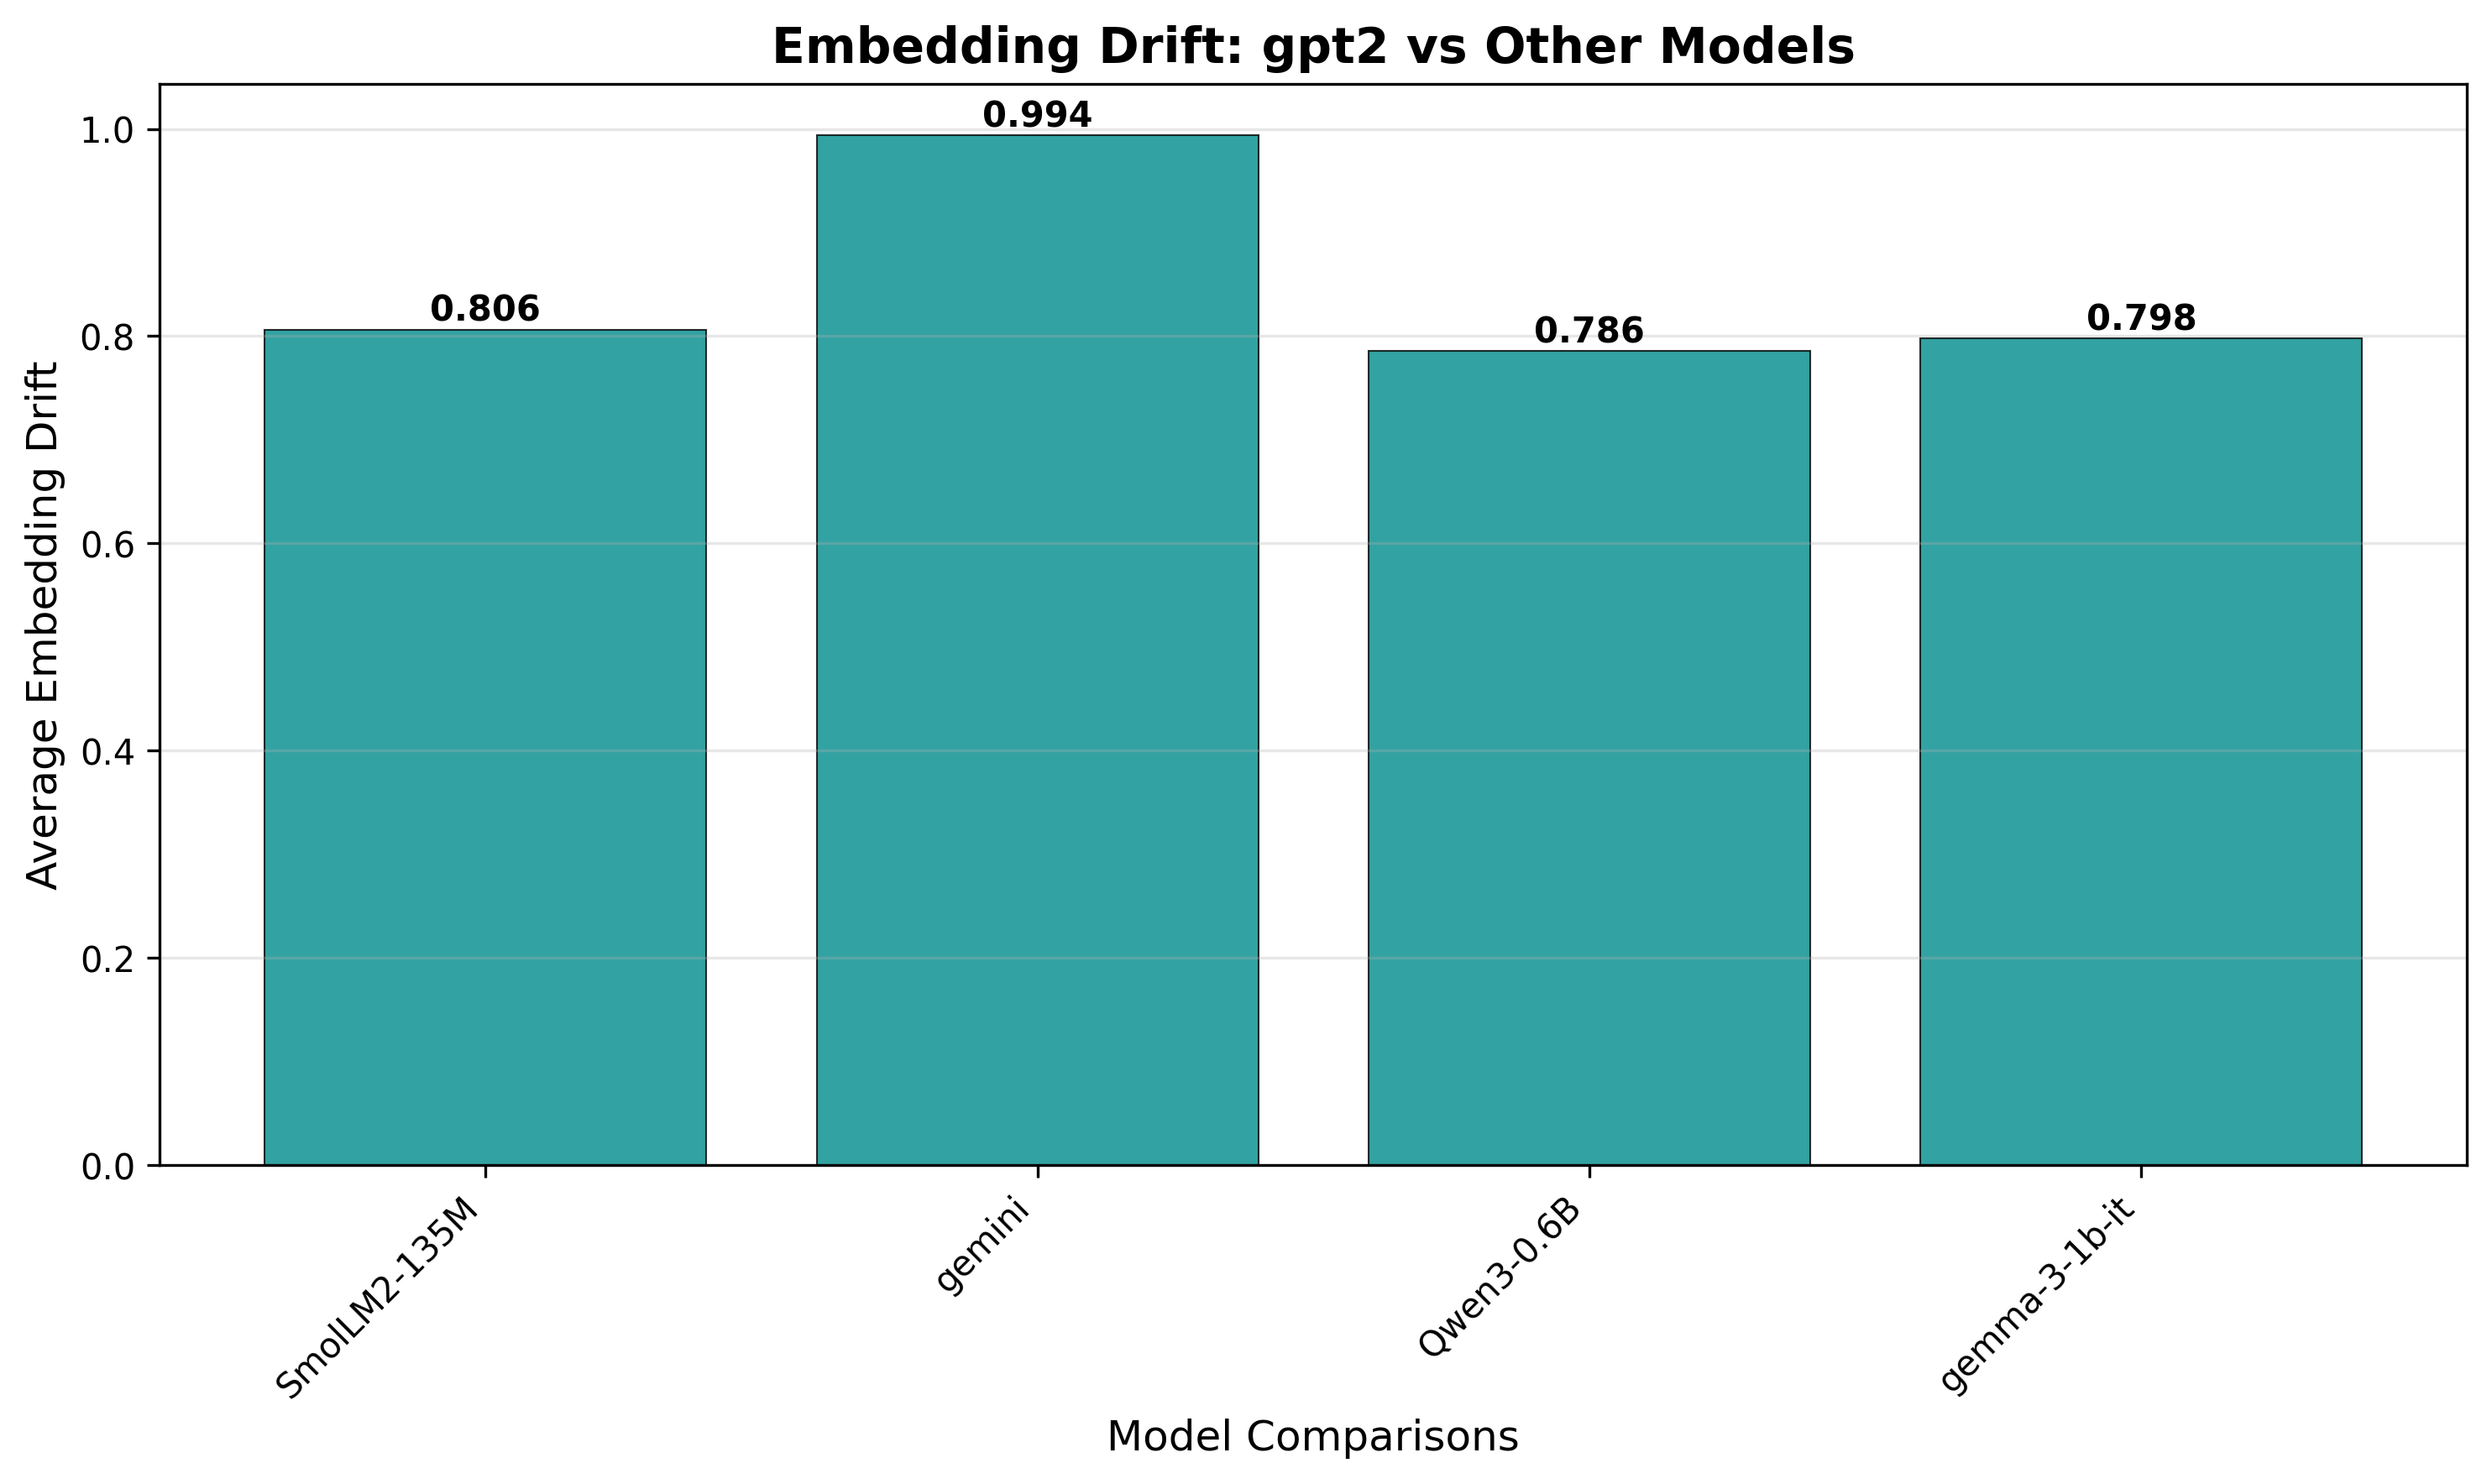 Embedding Drift: gpt2 vs Other Models
Average Embedding Drift
1.0
0.8
0.6
0.4
0.2
0.0
0.806
0.994
0.786
0.798
SmolLM2-135M
gemini
Qwen3-0.6B
gemma-3-1b-it
Model Comparisons